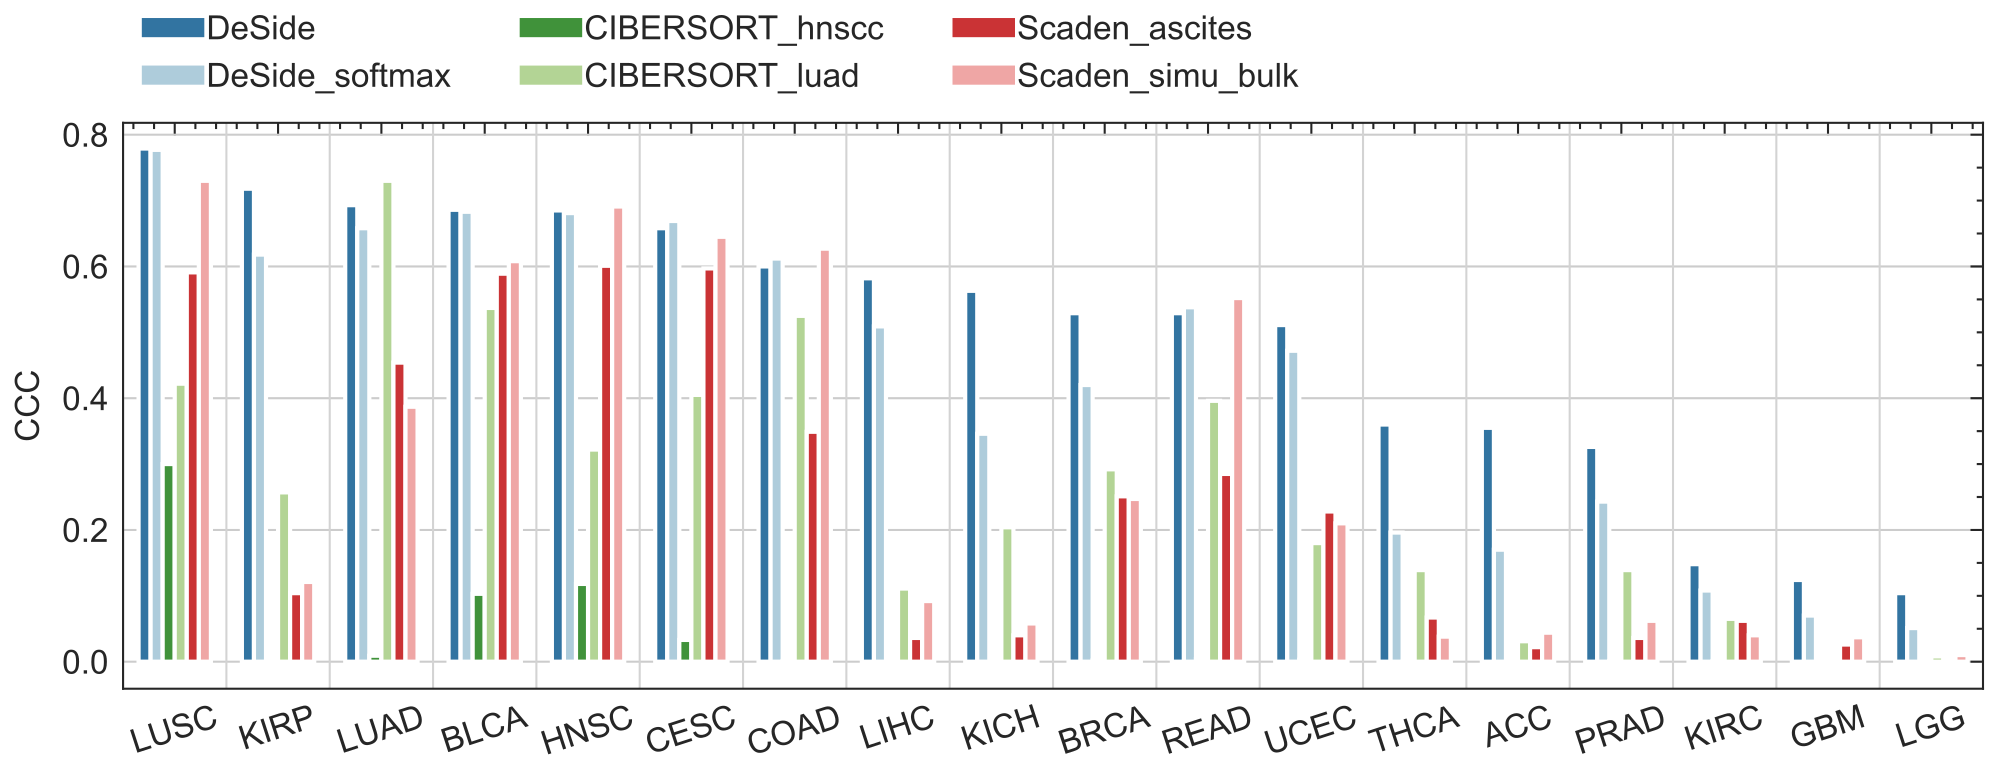 DeSide CIBERSORT_hnscc Scaden_ascites
DeSide_softmax CIBERSORT_luad Scaden_simu_bulk
0.8
0.6
0.4
0.2
0.0
CCC
LUSC KIRP LUAD BLCA HNSC CESC COAD LIHC KICH BRCA READ UCEC THCA ACC PRAD KIRC GBM LGG